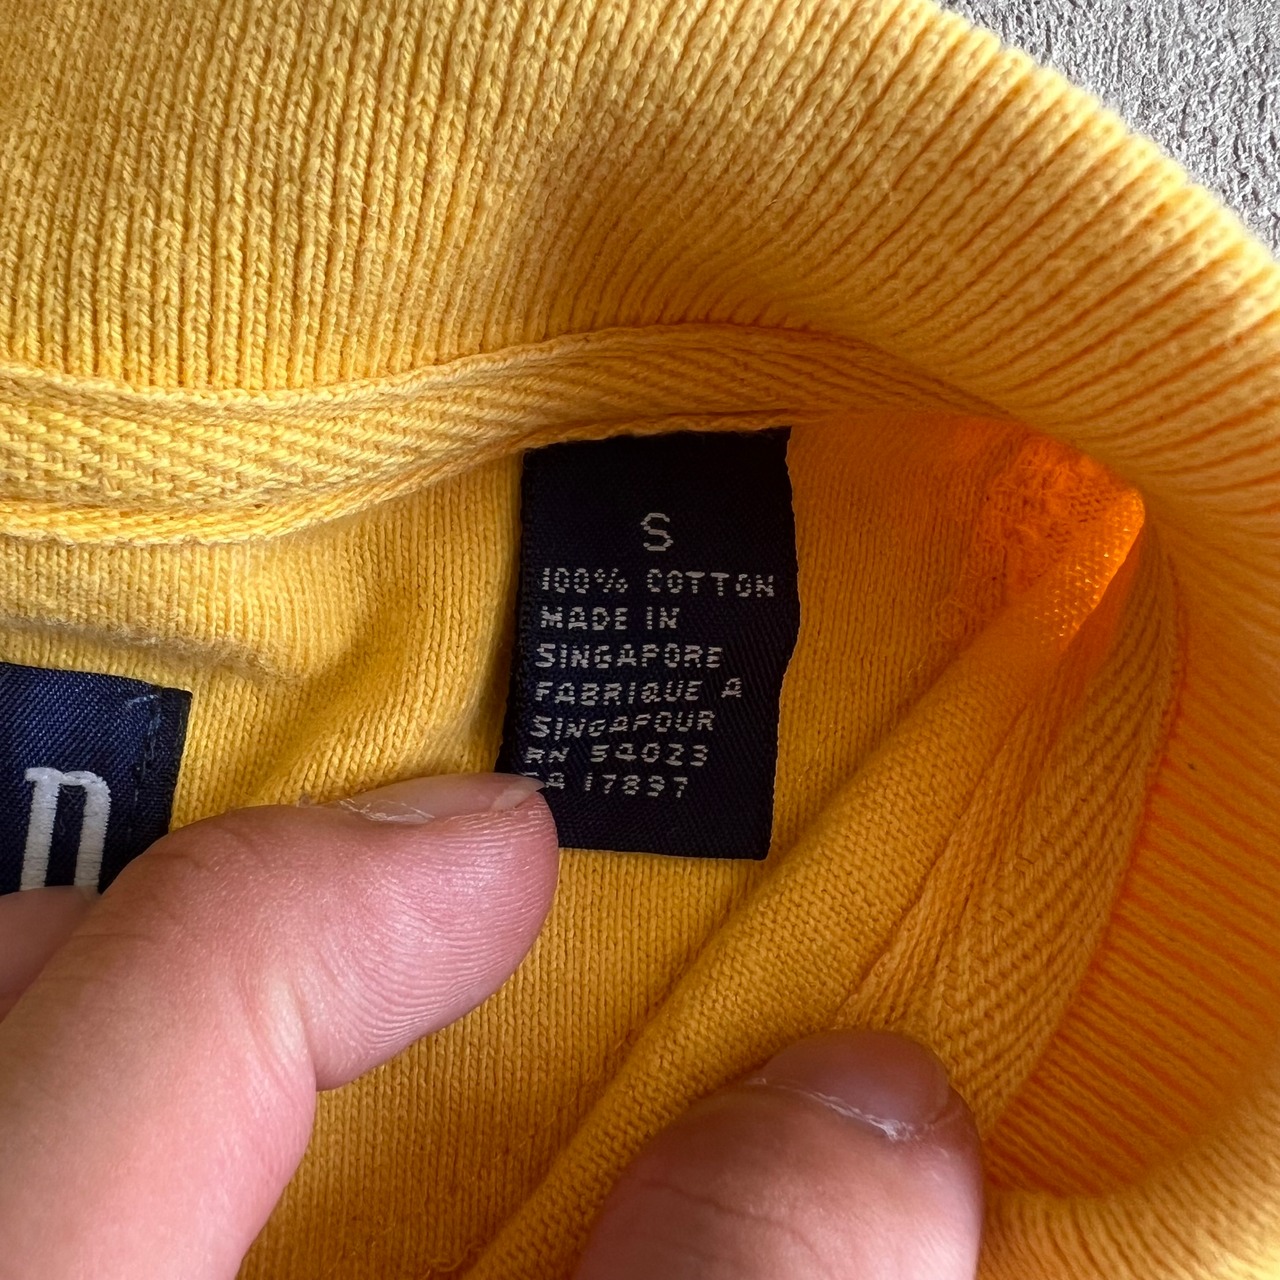 S
100% COTTON
MADE IN
SINGAPORE
FABRIQUE A
SINGAPOUR
RN 54023
CA 17897
n